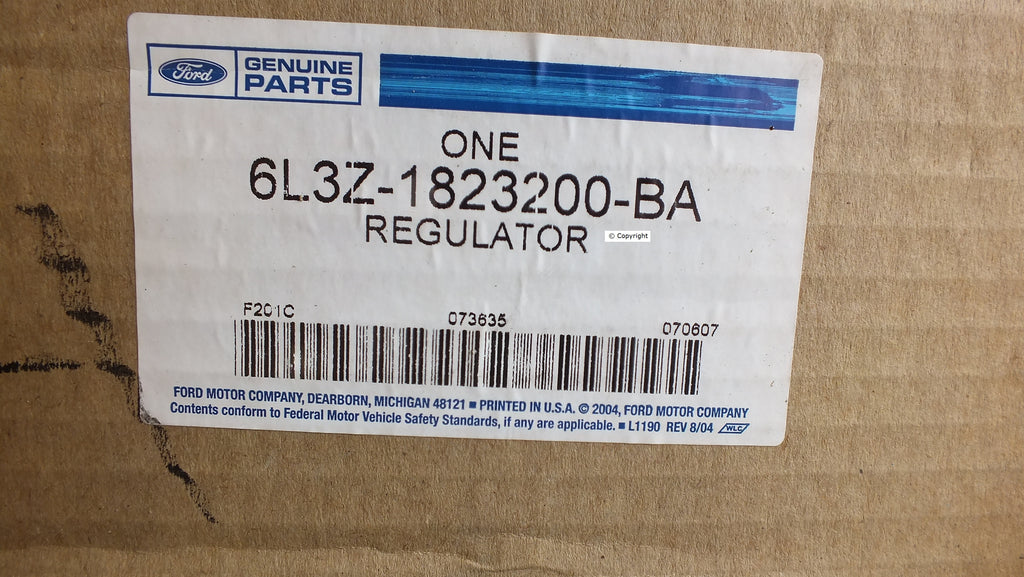 Ford
GENUINE
PARTS
ONE
6L3Z-1823200-BA
REGULATOR
© Copyright
F201C 073635 070607
FORD MOTOR COMPANY, DEARBORN, MICHIGAN 48121 ■ PRINTED IN U.S.A. © 2004, FORD MOTOR COMPANY
Contents conform to Federal Motor Vehicle Safety Standards, if any are applicable. ■ L1190 REV 8/04 WLC